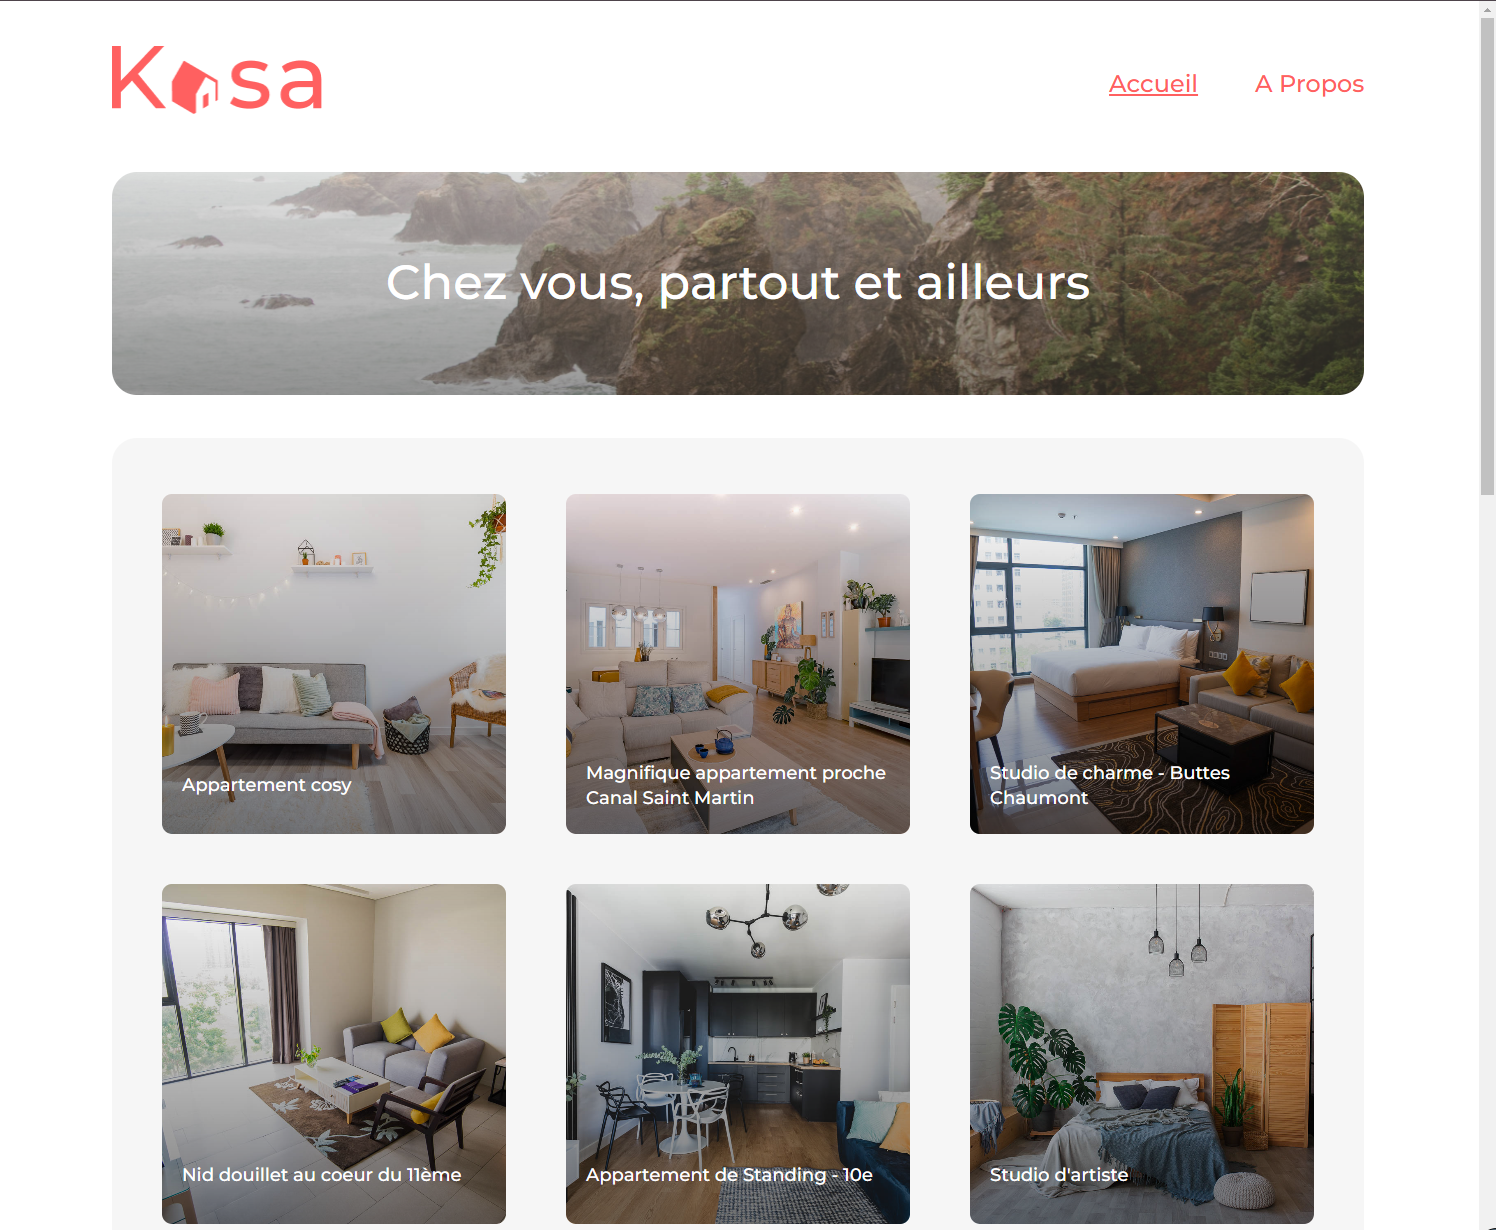 Kasa
Accueil
A Propos
Chez vous, partout et ailleurs
Appartement cosy
Magnifique appartement proche
Canal Saint Martin
Studio de charme - Buttes
Chaumont
Nid douillet au coeur du 11ème
Appartement de Standing - 10e
Studio d'artiste